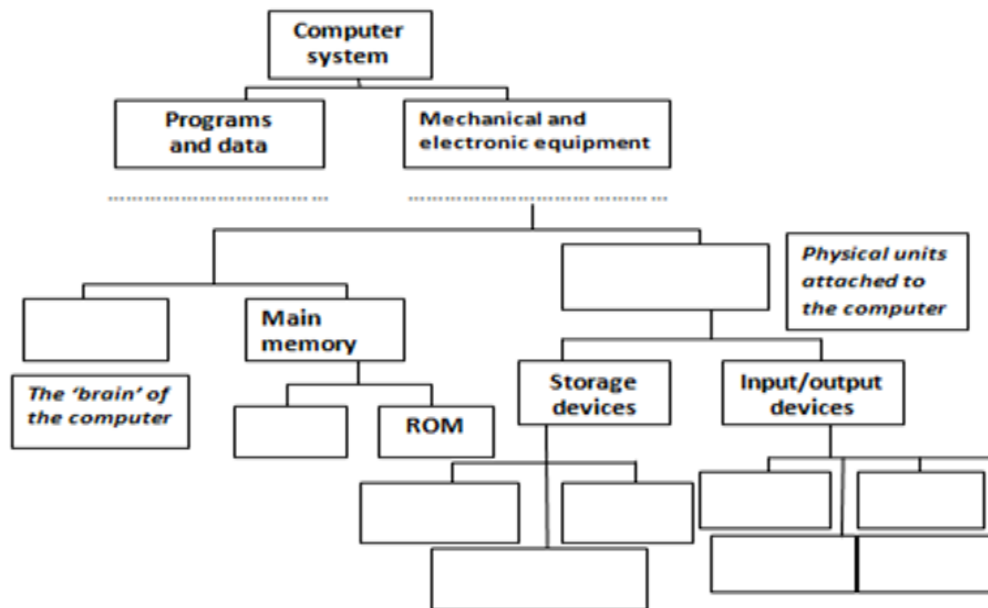 Computer
system
Programs
and data
Mechanical and
electronic equipment
................................. ...
........................... ......... ...
Physical units
attached to
the computer
Main
memory
The ‘brain’ of
the computer
ROM
Storage
devices
Input/output
devices